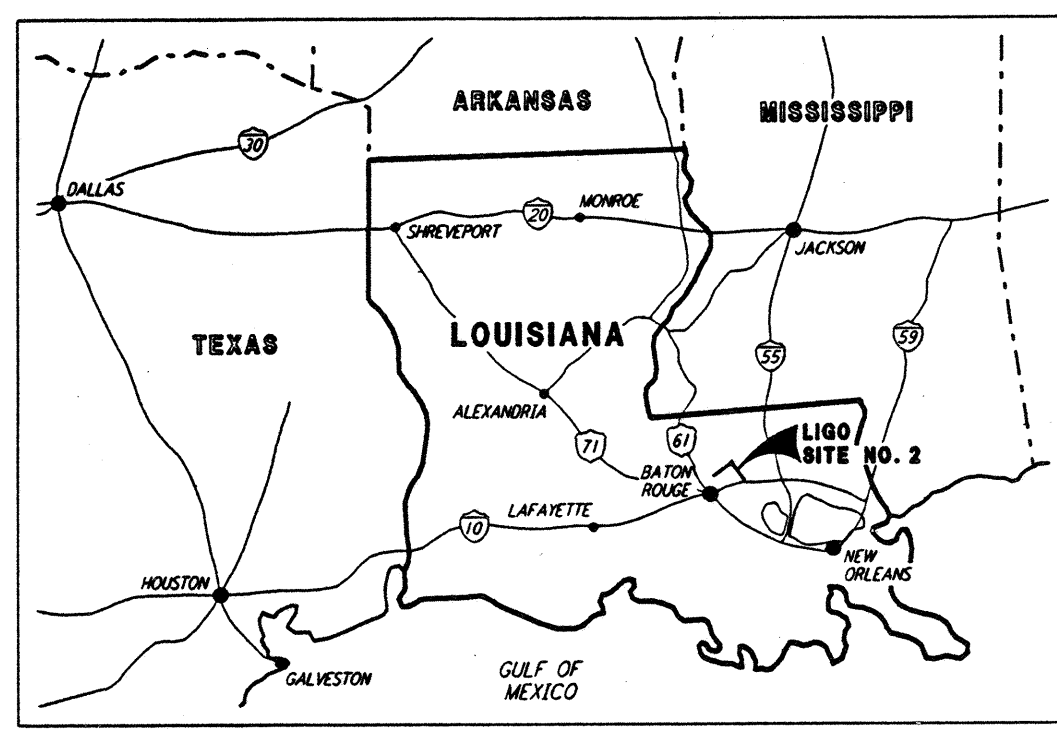 ARKANSAS
MISSISSIPPI
30
DALLAS
MONROE
20
SHREVEPORT
JACKSON
LOUISIANA
TEXAS
59
55
ALEXANDRIA
71
61
LIGO
SITE NO. 2
BATON
ROUGE
LAFAYETTE
10
NEW
ORLEANS
HOUSTON
GALVESTON
GULF OF
MEXICO